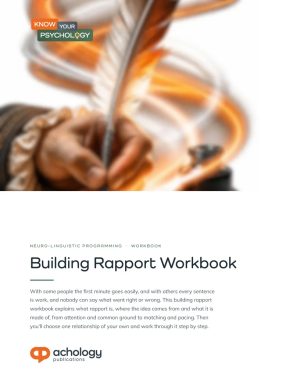 KNOW YOUR
PSYCHOLOGY
NEURO-LINGUISTIC PROGRAMMING WORKBOOK
Building Rapport Workbook
With some people the first minute goes easily, and with others every sentence
is work, and nobody can say what went right or wrong. This building rapport
workbook explains what rapport is, where the idea comes from and what it is
made of, from attention and common ground to matching and pacing. Then
you'll choose one relationship of your own and work through it step by step.
achology
publications